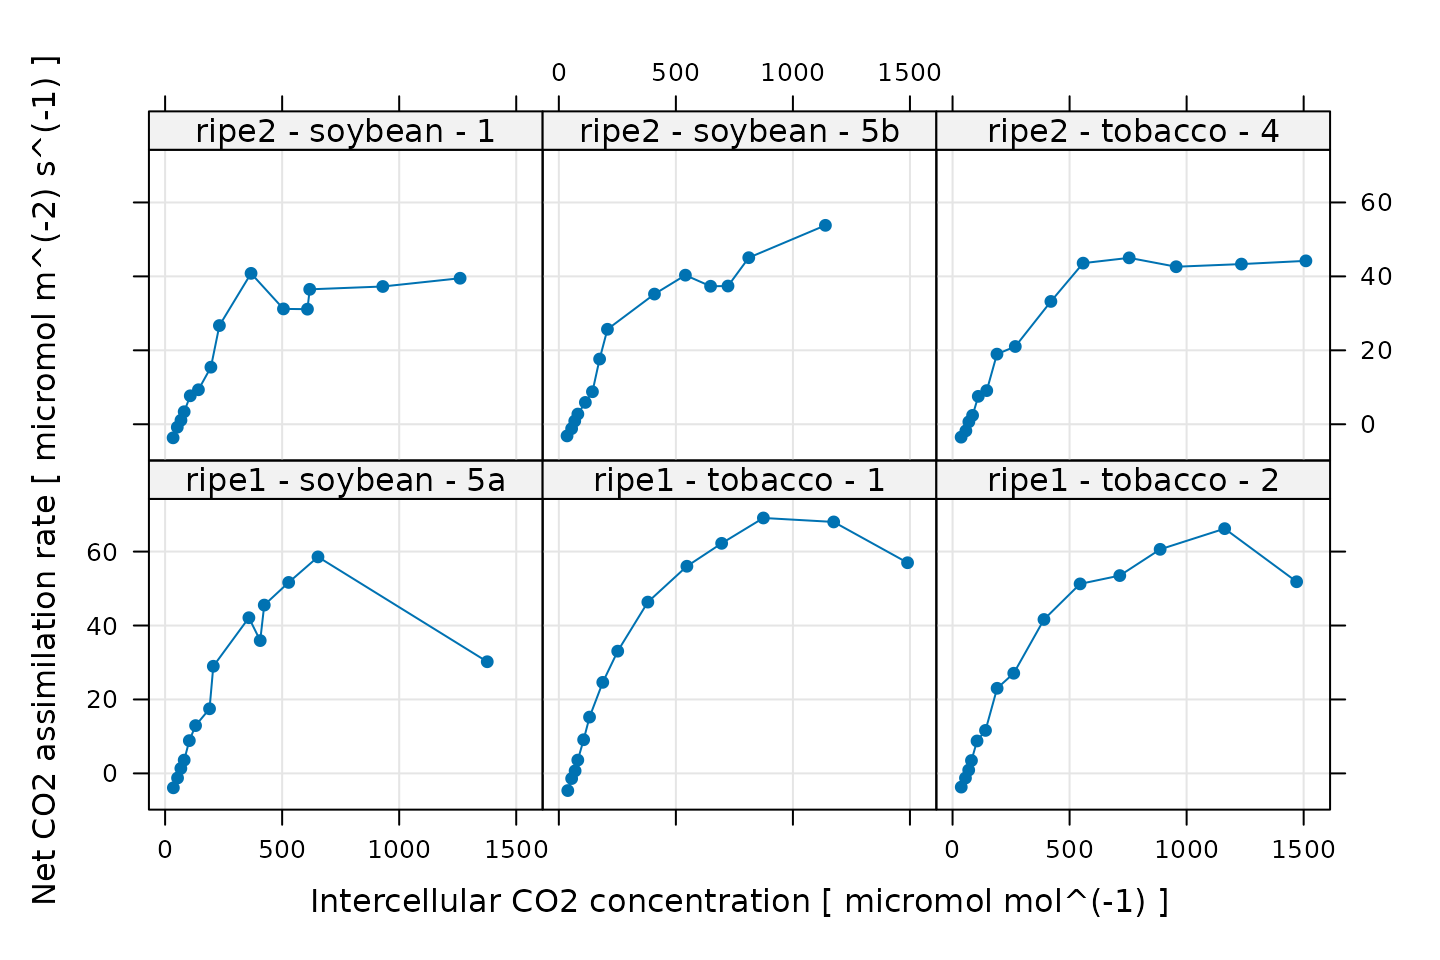 0 500 1000 1500
ripe2 - soybean - 1
ripe2 - soybean - 5b
ripe2 - tobacco - 4
60
40
20
0
ripe1 - soybean - 5a
ripe1 - tobacco - 1
ripe1 - tobacco - 2
60
40
20
0
0 500 1000 1500
0 500 1000 1500
Intercellular CO2 concentration [ micromol mol^(-1) ]
Net CO2 assimilation rate [ micromol m^(-2) s^(-1) ]